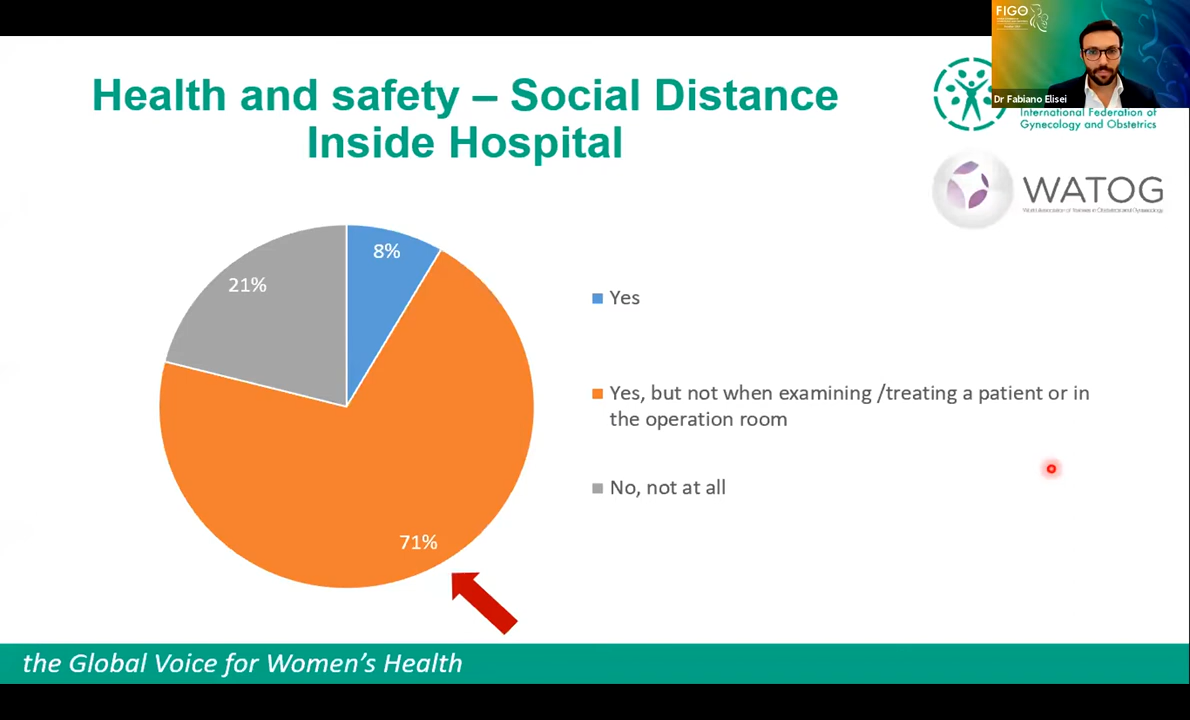 FIGO
Dr Fabiano Elisei
Health and safety – Social Distance
Inside Hospital
International Federation of
Gynecology and Obstetrics
WATOG
8%
21%
71%
Yes
Yes, but not when examining /treating a patient or in
the operation room
No, not at all
the Global Voice for Women's Health